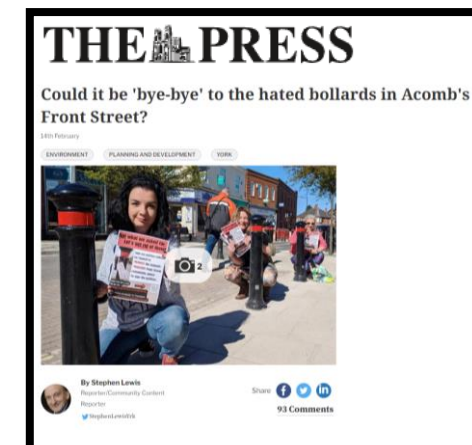 THE PRESS
Could it be 'bye-bye' to the hated bollards in Acomb's
Front Street?
14th February
ENVIRONMENT PLANNING AND DEVELOPMENT YORK
2
By Stephen Lewis
Reporter/Community Content
Reporter
Share
93 Comments